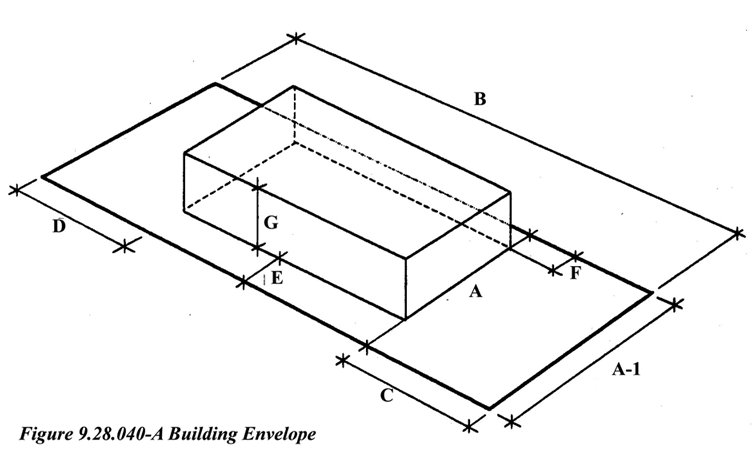 B
D
G
E
F
A
A-1
C
Figure 9.28.040-A Building Envelope